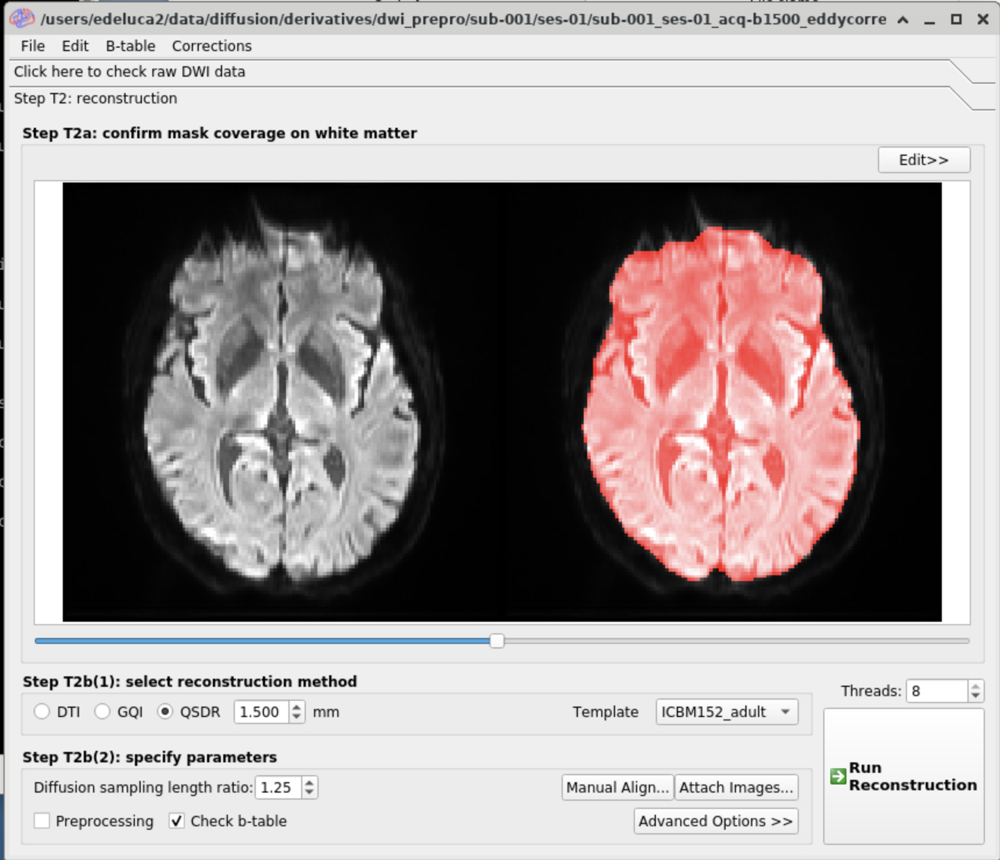 /users/edeluca2/data/diffusion/derivatives/dwi_prepro/sub-001/ses-01/sub-001_ses-01_acq-b1500_eddycorre
File Edit B-table Corrections
Click here to check raw DWI data
Step T2: reconstruction
Step T2a: confirm mask coverage on white matter
Edit>>
Step T2b(1): select reconstruction method
Threads: 8
DTI GQI QSDR 1.500 mm Template ICBM152_adult
Step T2b(2): specify parameters
Diffusion sampling length ratio: 1.25 Manual Align... Attach Images...
Run
Reconstruction
Preprocessing Check b-table Advanced Options >>